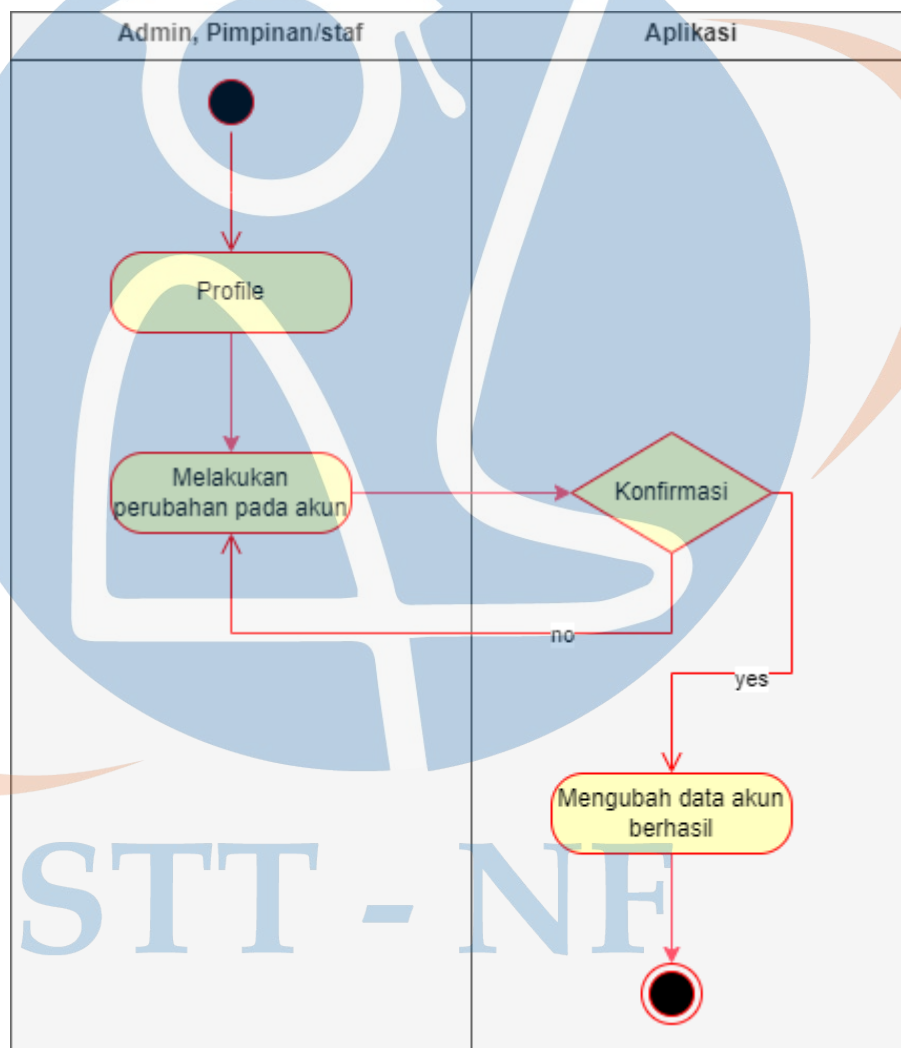 Admin, Pimpinan/staf
Aplikasi
Profile
Melakukan
perubahan pada akun
Konfirmasi
no
yes
Mengubah data akun
berhasil
STT - NF